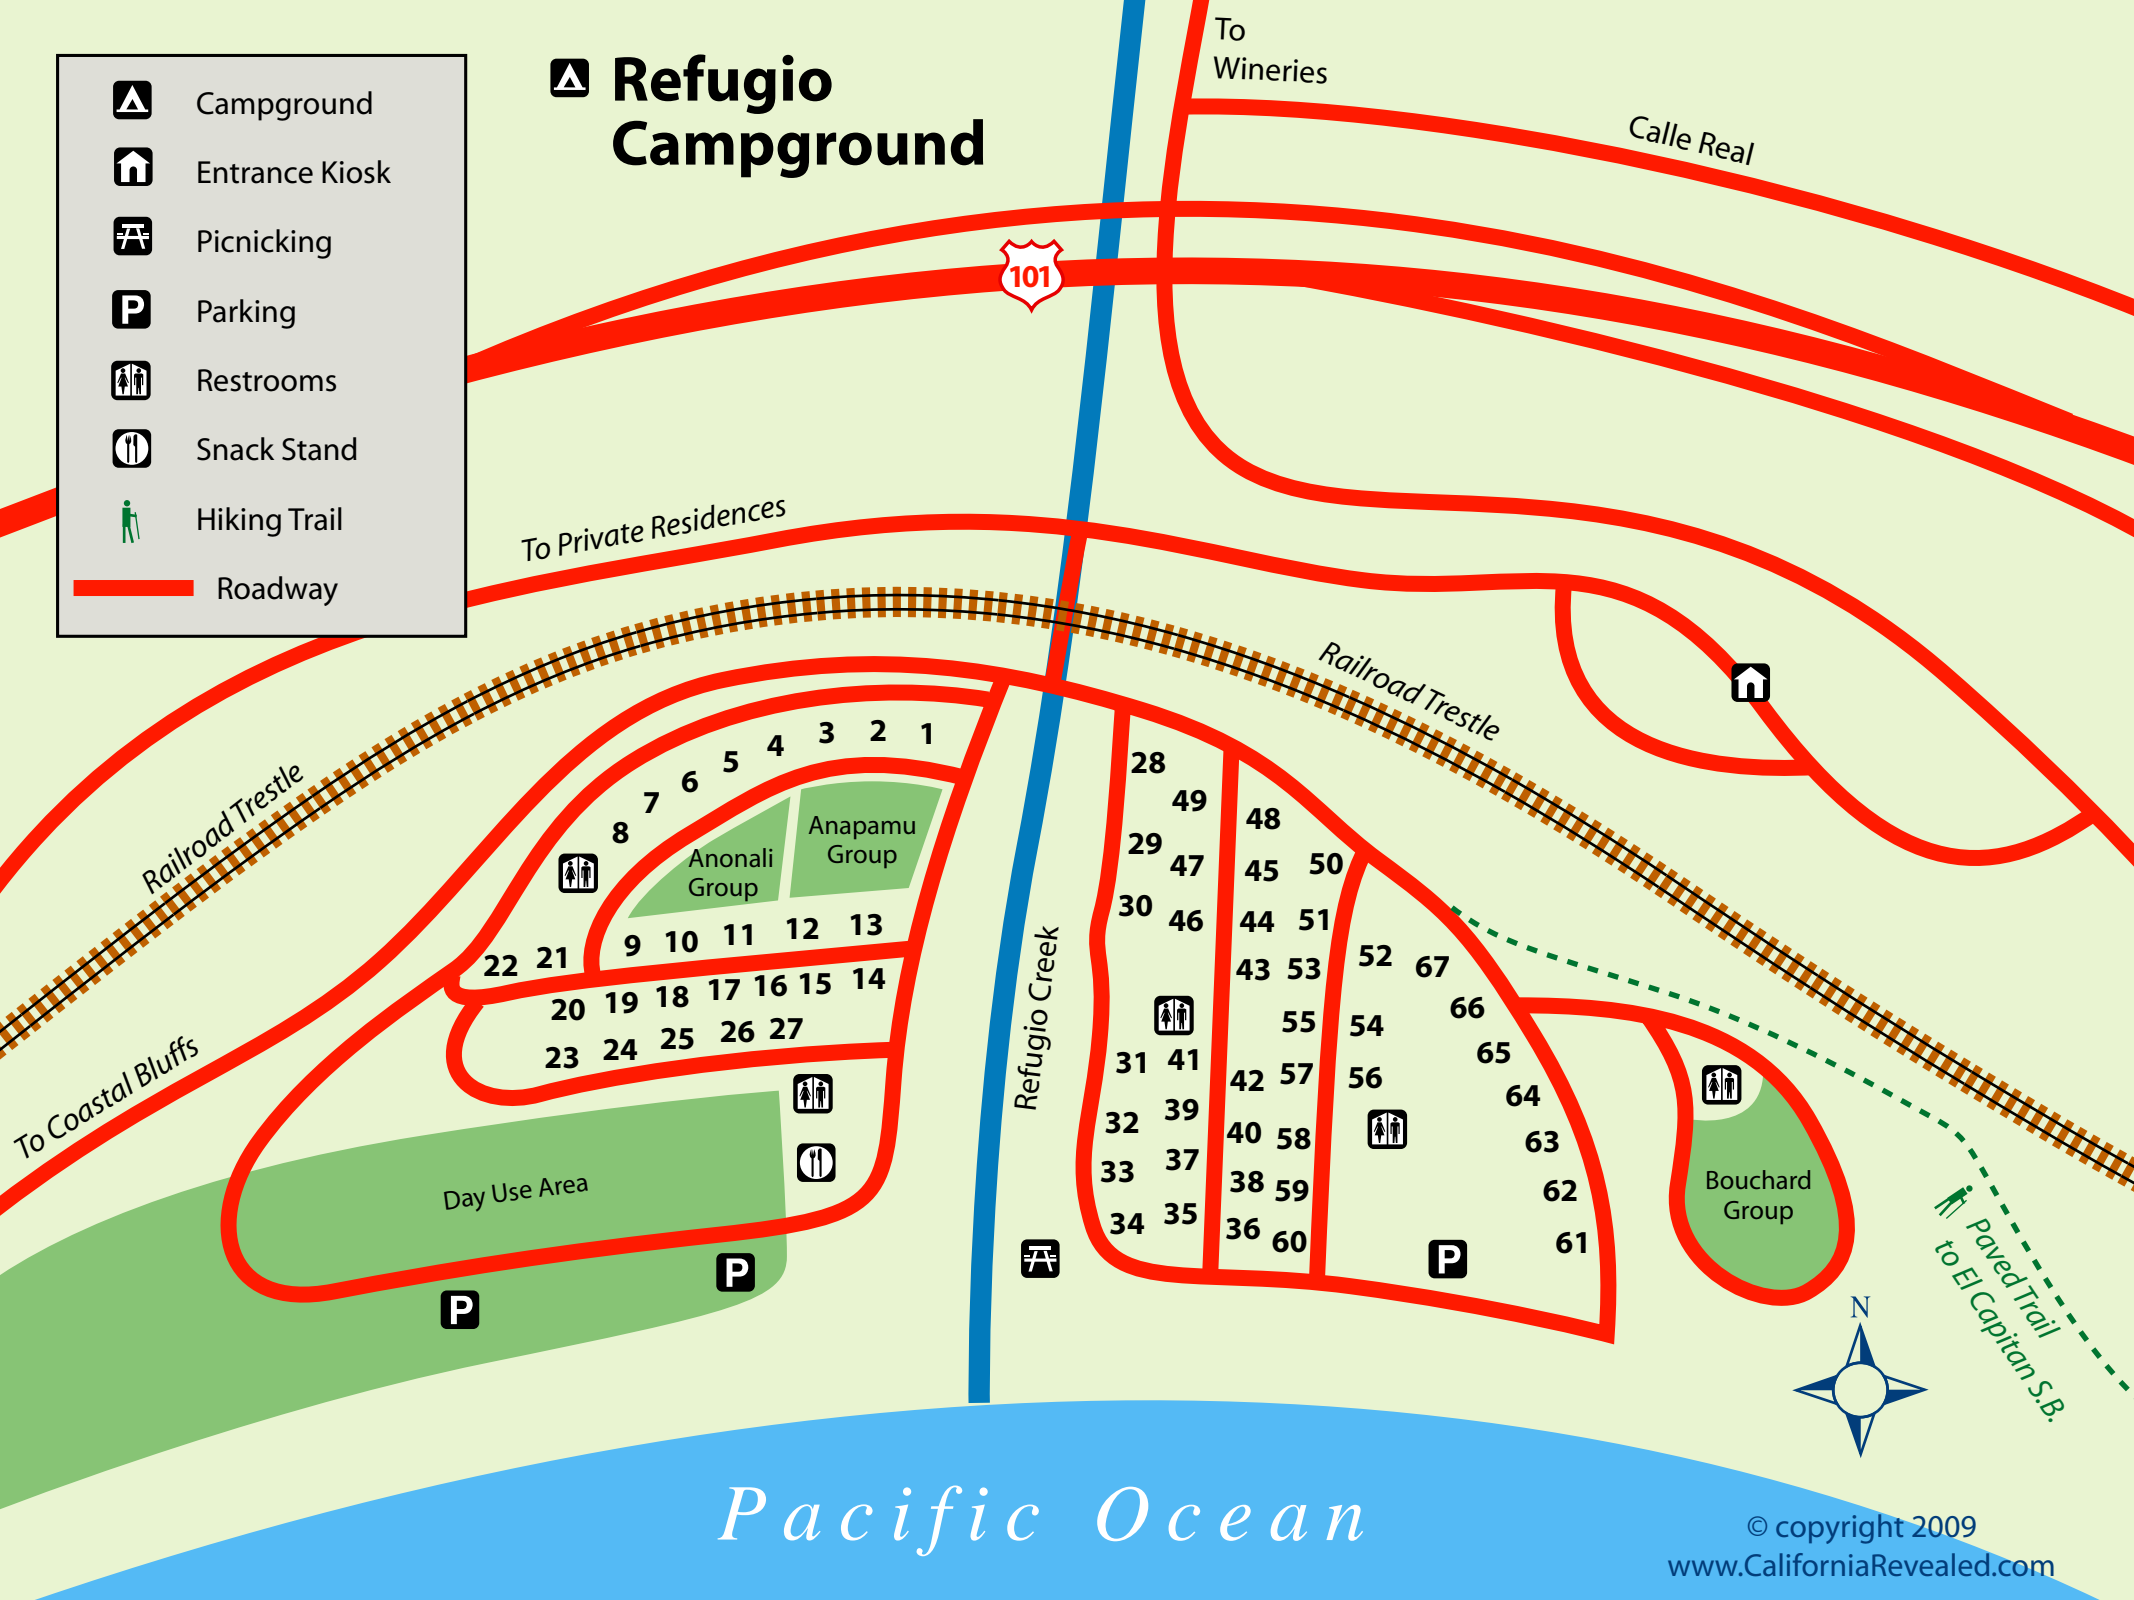 Refugio
Campground
Campground
Entrance Kiosk
Picnicking
P Parking
Restrooms
Snack Stand
Hiking Trail
Roadway
To
Wineries
Calle Real
101
To Private Residences
Railroad Trestle
Railroad Trestle
To Coastal Bluffs
Refugio Creek
1
2
3
4
5
6
7
8
Anapamu
Group
Anonali
Group
9 10 11 12 13
22 21
20 19 18 17 16 15 14
23 24 25 26 27
Day Use Area
P
P
28
49
29
47
30
46
31 41
32 39
33 37
34 35
48
45 50
44 51
43 53
55
42 57
40 58
38 59
36 60
52 67
54 66
56 65
64
63
62
61
P
Bouchard
Group
Paved Trail
to El Capitan S.B.
N
Pacific Ocean
© copyright 2009
www.CaliforniaRevealed.com